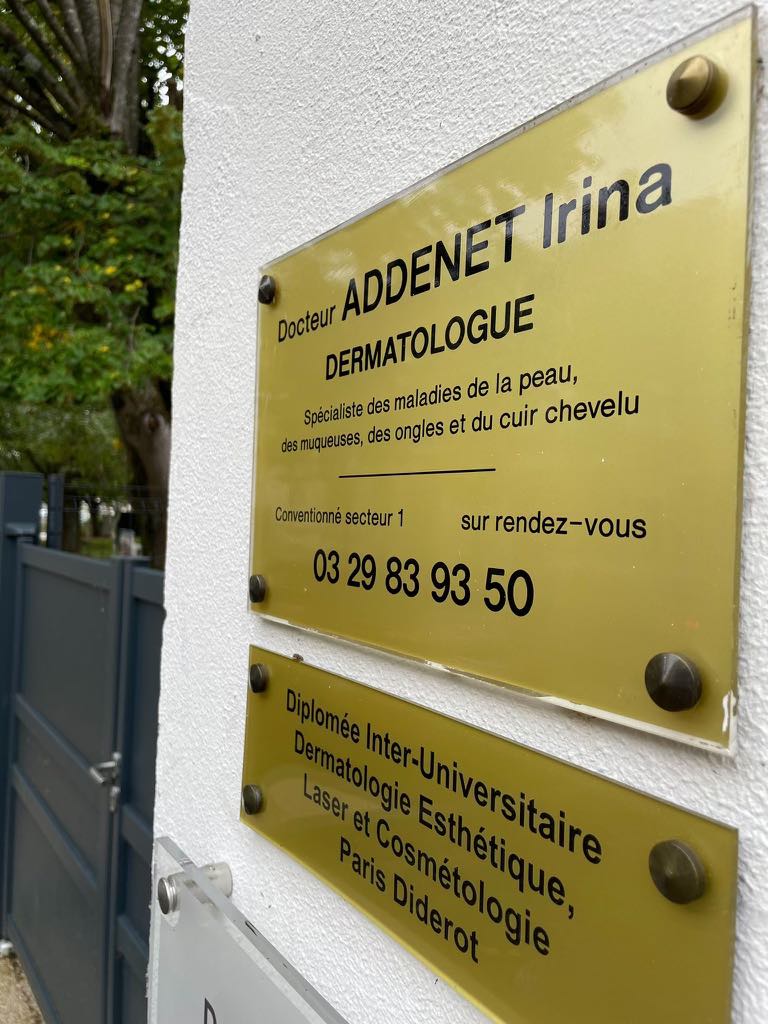 Docteur ADDENET Irina
DERMATOLOGUE
Spécialiste des maladies de la peau,
des muqueuses, des ongles et du cuir chevelu
Conventionné secteur 1 sur rendez-vous
03 29 83 93 50
Diplomée Inter-Universitaire
Dermatologie Esthétique,
Laser et Cosmétologie
Paris Diderot